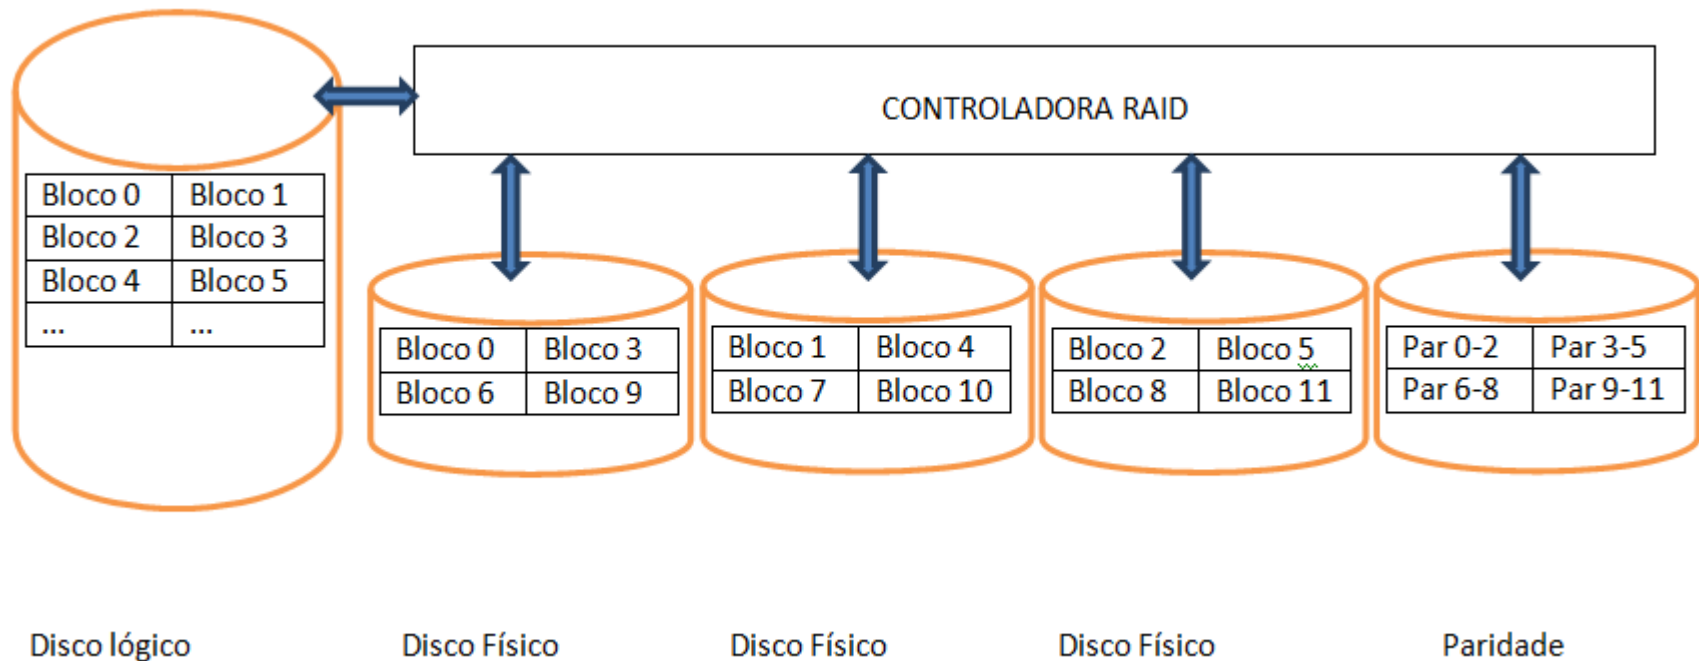 CONTROLADORA RAID
Bloco 0 Bloco 1
Bloco 2 Bloco 3
Bloco 4 Bloco 5
... ...
Bloco 0 Bloco 3
Bloco 6 Bloco 9
Bloco 1 Bloco 4
Bloco 7 Bloco 10
Bloco 2 Bloco 5
Bloco 8 Bloco 11
Par 0-2 Par 3-5
Par 6-8 Par 9-11
Disco lógico Disco Físico Disco Físico Disco Físico Paridade